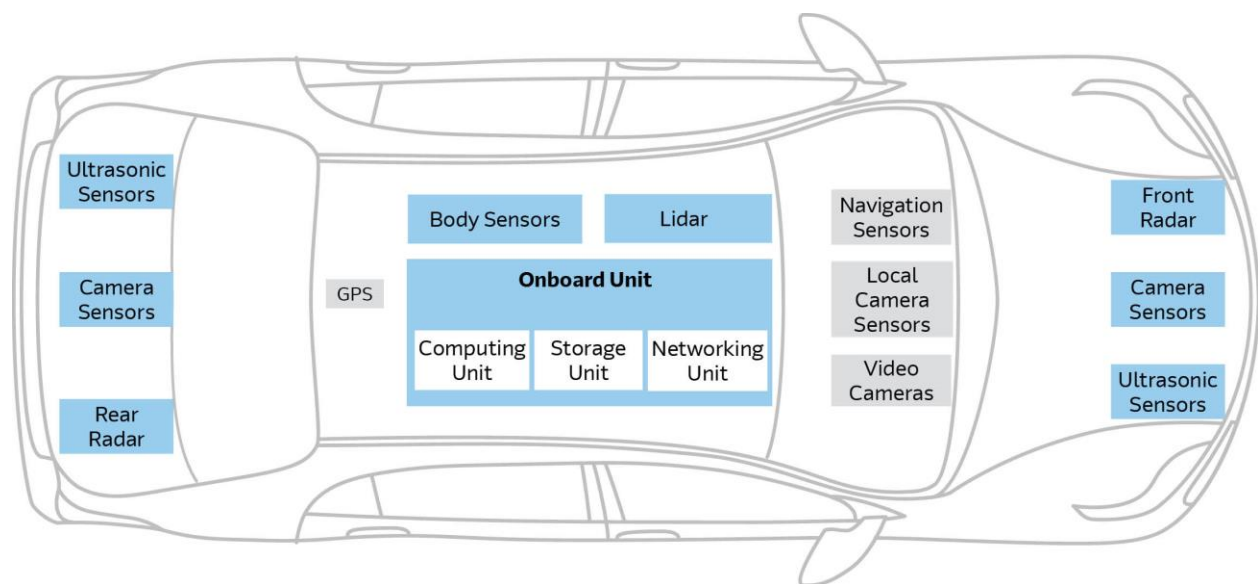 Ultrasonic
Sensors
Camera
Sensors
Rear
Radar
GPS
Body Sensors
Lidar
Onboard Unit
Computing
Unit
Storage
Unit
Networking
Unit
Navigation
Sensors
Local
Camera
Sensors
Video
Cameras
Front
Radar
Camera
Sensors
Ultrasonic
Sensors